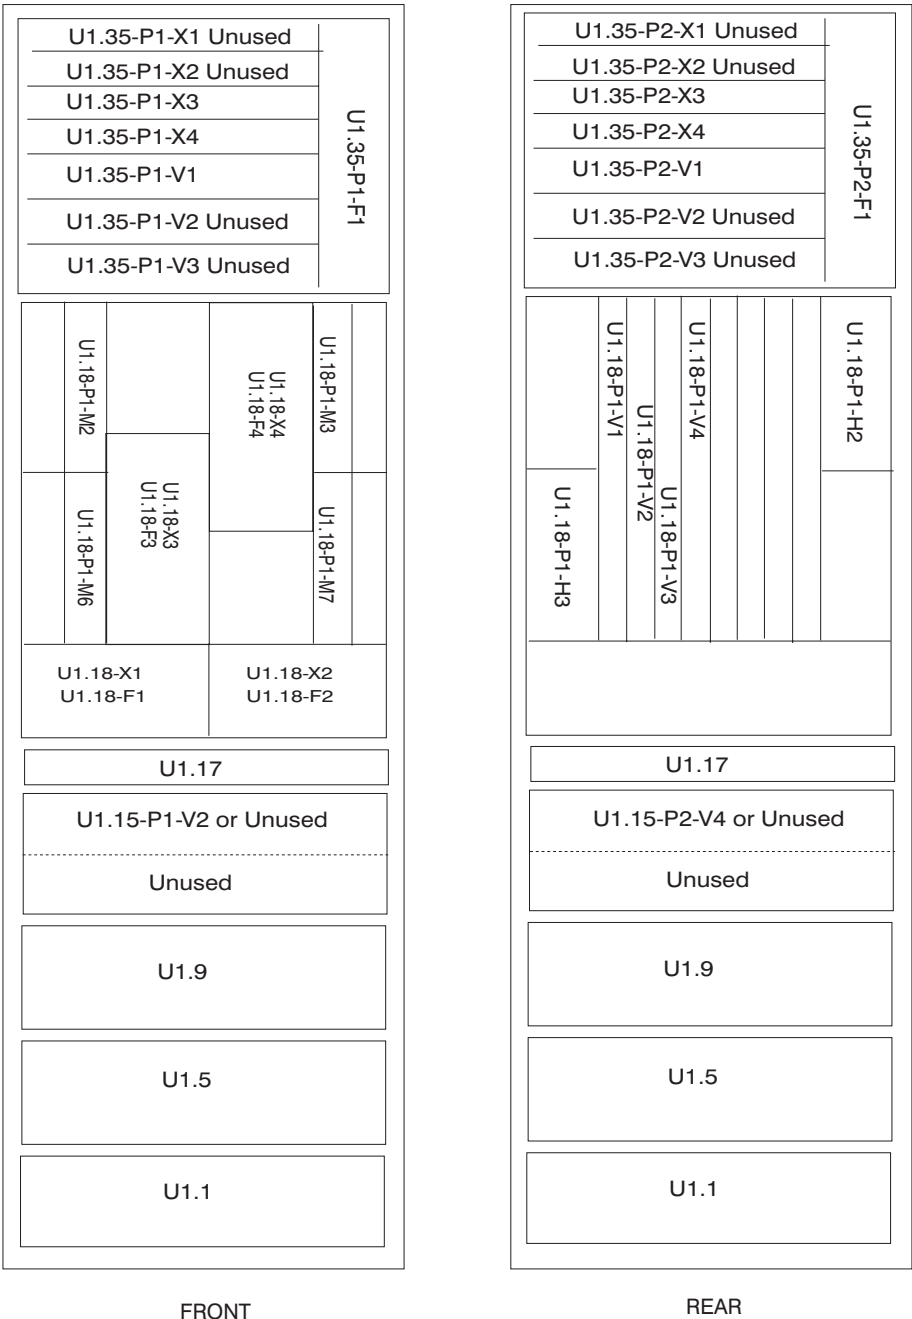 U1.35-P1-X1 Unused
U1.35-P1-X2 Unused
U1.35-P1-X3
U1.35-P1-X4
U1.35-P1-V1
U1.35-P1-V2 Unused
U1.35-P1-V3 Unused
U1.35-P1-F1
U1.18-P1-M2
U1.18-X4
U1.18-F4
U1.18-P1-M3
U1.18-P1-M6
U1.18-X3
U1.18-F3
U1.18-P1-M7
U1.18-X1
U1.18-F1
U1.18-X2
U1.18-F2
U1.17
U1.15-P1-V2 or Unused
Unused
U1.9
U1.5
U1.1
FRONT
U1.35-P2-X1 Unused
U1.35-P2-X2 Unused
U1.35-P2-X3
U1.35-P2-X4
U1.35-P2-V1
U1.35-P2-V2 Unused
U1.35-P2-V3 Unused
U1.35-P2-F1
U1.18-P1-H3
U1.18-P1-V1
U1.18-P1-V2
U1.18-P1-V3
U1.18-P1-V4
U1.18-P1-H2
U1.17
U1.15-P2-V4 or Unused
Unused
U1.9
U1.5
U1.1
REAR